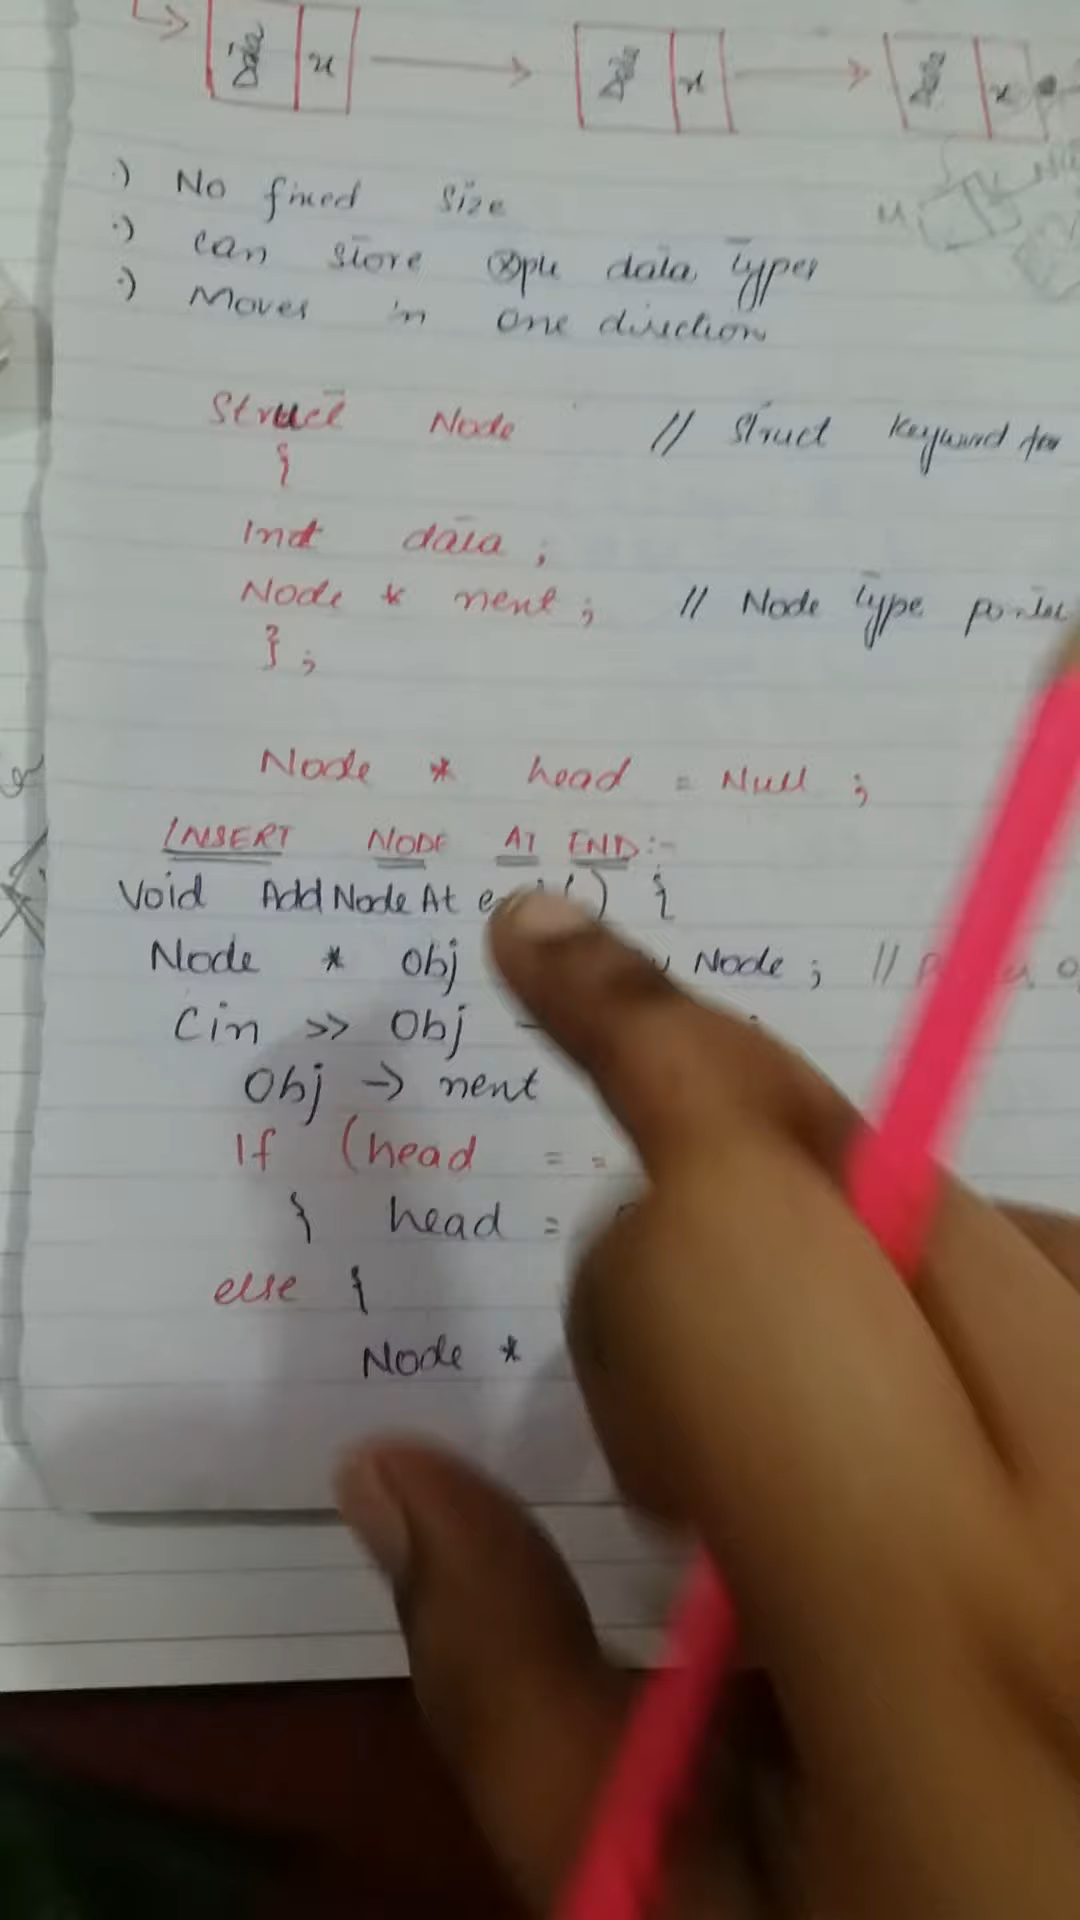 x x x
:) No fixed size
:) can store ⊗ple data types
:) Moves in one direction
Struct Node // Struct keyword for
{
Int data ;
Node * next ; // Node type pointer
} ;
Node * head = Null ;
INSERT NODE AT END :-
Void AddNodeAt () {
Node * Obj Node ; //
Cin >> Obj
Obj -> next
If (head = =
{ head =
else {
Node *